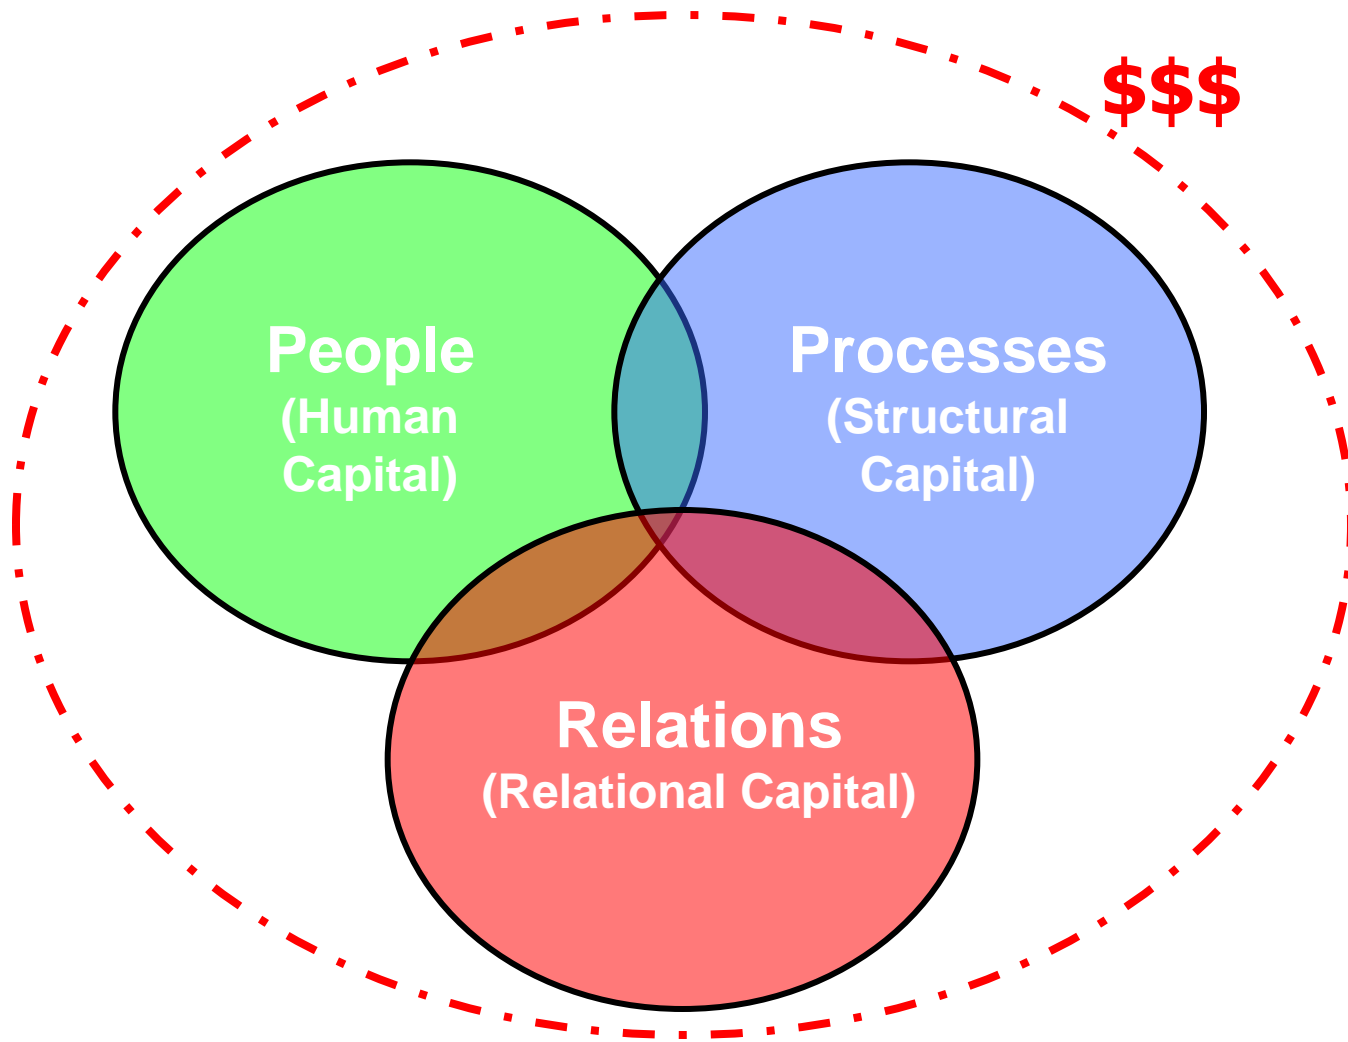 $$$
People
(Human
Capital)
Processes
(Structural
Capital)
Relations
(Relational Capital)